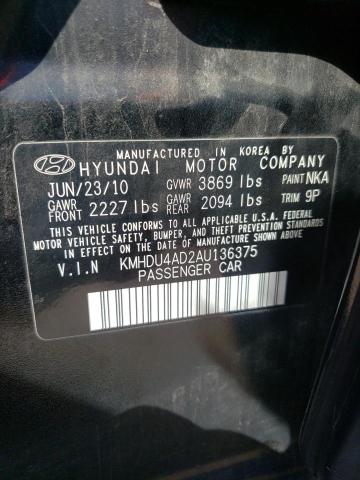 MANUFACTURED IN KOREA BY
HYUNDAI MOTOR COMPANY
JUN/23/10 GVWR 3869 lbs PAINT NKA
GAWR FRONT 2227 lbs GAWR REAR 2094 lbs TRIM 9P
THIS VEHICLE CONFORMS TO ALL APPLICABLE U.S.A. FEDERAL
MOTOR VEHICLE SAFETY, BUMPER, AND THEFT PREVENTION STANDARDS
IN EFFECT ON THE DATE OF MANUFACTURE SHOWN ABOVE.
V.I.N KMHDU4AD2AU136375
PASSENGER CAR